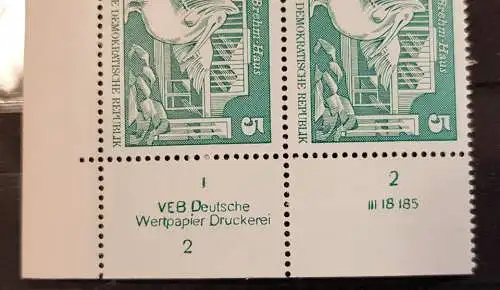 DEMOKRATISCHE REPUBLIK
Brehm-Haus
5
DEMOKRATISCHE REPUBLIK
Brehm-Haus
5
1
VEB Deutsche
Wertpapier Druckerei
2
2
III 18 185